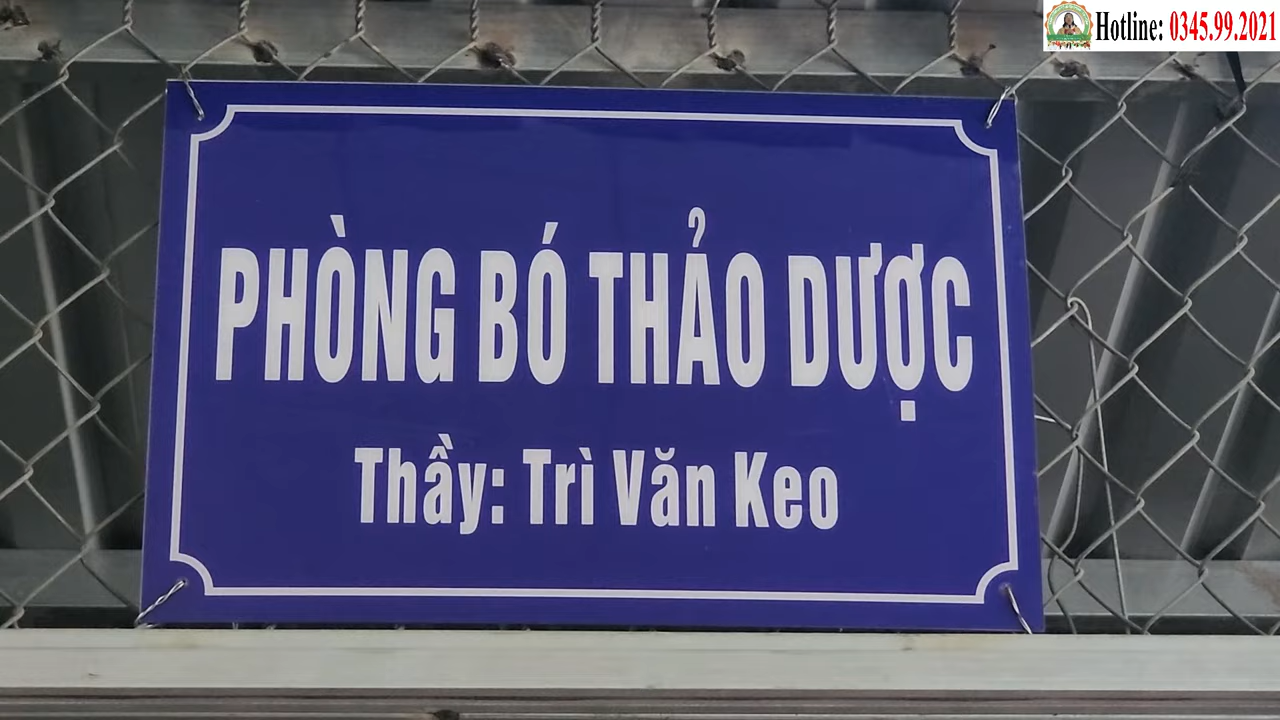 Hotline: 0345.99.2021
PHÒNG BÓ THẢO DƯỢC
Thầy: Trì Văn Keo